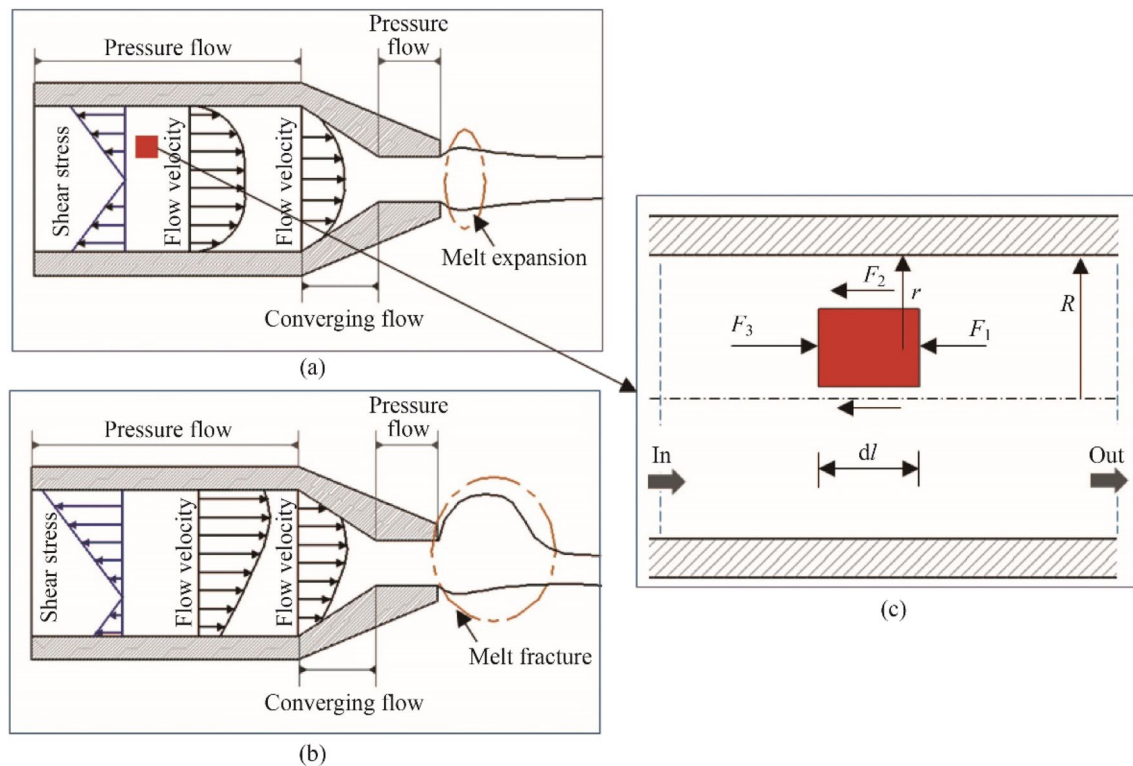 Pressure flow
Pressure
flow
Shear stress
Flow velocity
Flow velocity
Melt expansion
Converging flow
(a)
Pressure flow
Pressure
flow
Shear stress
Flow velocity
Flow velocity
Melt fracture
Converging flow
(b)
F2
r
R
F3
F1
dl
In
Out
(c)